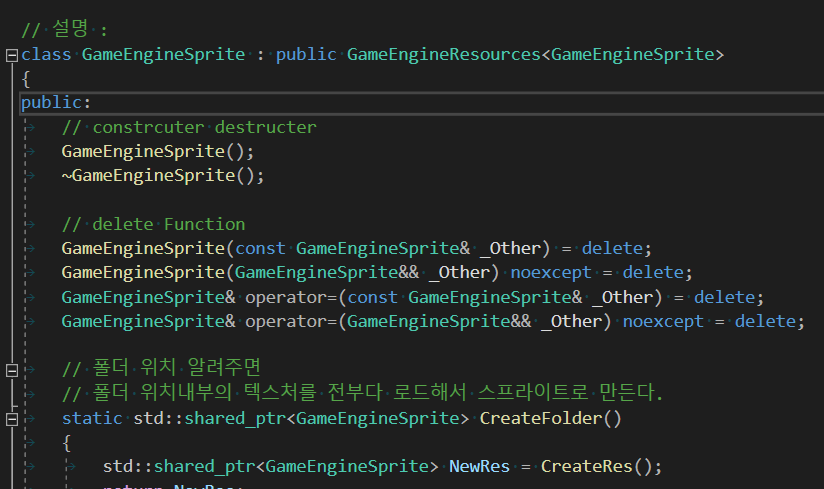 // 설명 :
class GameEngineSprite : public GameEngineResources<GameEngineSprite>
{
public:
// constrcuter destructer
GameEngineSprite();
~GameEngineSprite();
// delete Function
GameEngineSprite(const GameEngineSprite& _Other) = delete;
GameEngineSprite(GameEngineSprite&& _Other) noexcept = delete;
GameEngineSprite& operator=(const GameEngineSprite& _Other) = delete;
GameEngineSprite& operator=(GameEngineSprite&& _Other) noexcept = delete;
// 폴더 위치 알려주면
// 폴더 위치내부의 텍스처를 전부다 로드해서 스프라이트로 만든다.
static std::shared_ptr<GameEngineSprite> CreateFolder()
{
std::shared_ptr<GameEngineSprite> NewRes = CreateRes();
return NewRes;